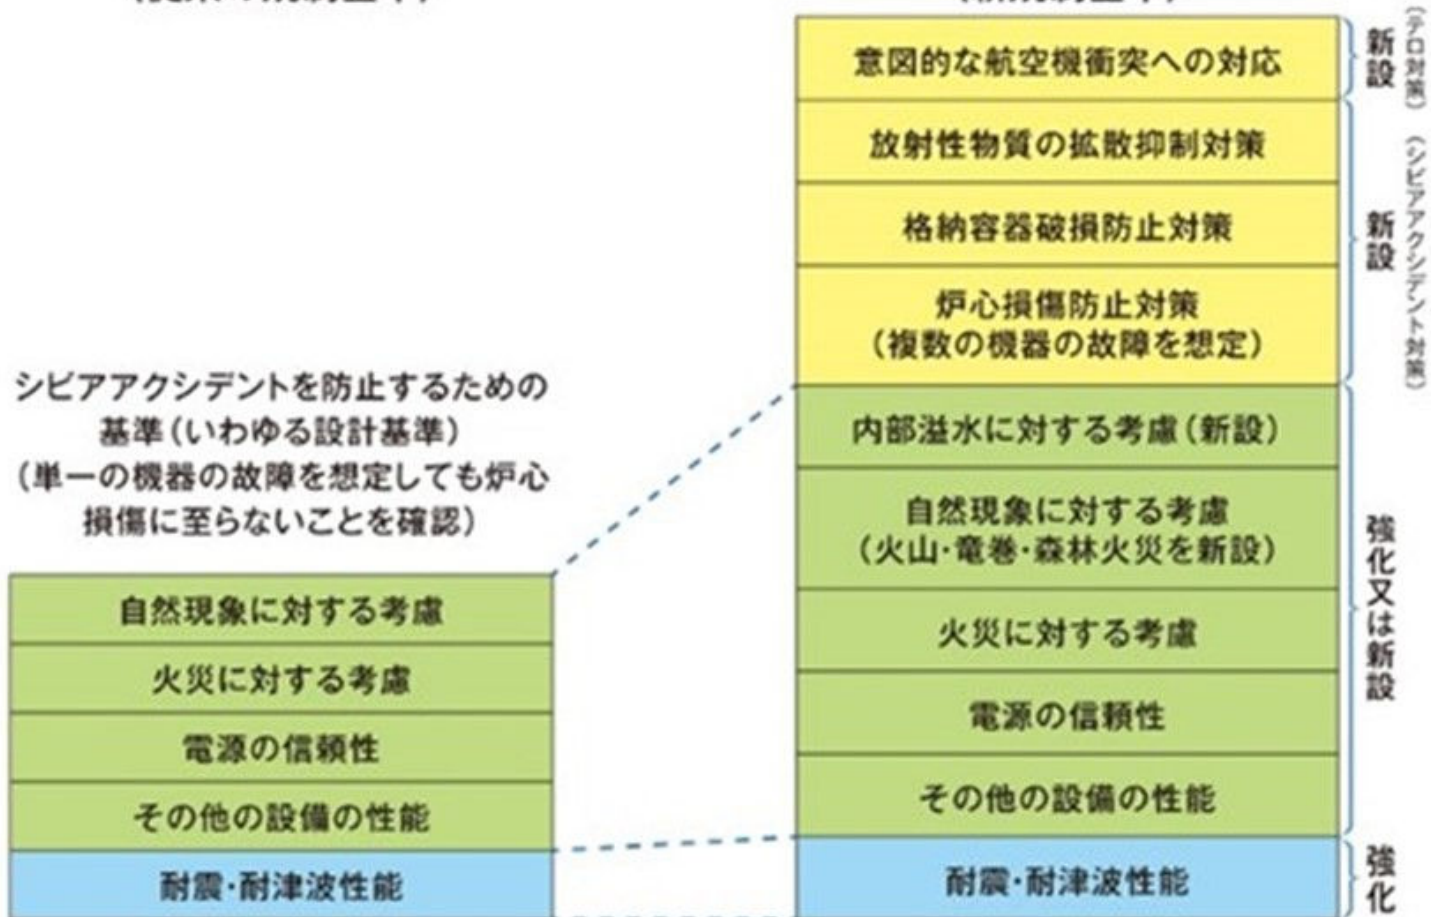 シビアアクシデントを防止するための
基準(いわゆる設計基準)
(単一の機器の故障を想定しても炉心
損傷に至らないことを確認)
自然現象に対する考慮
火災に対する考慮
電源の信頼性
その他の設備の性能
耐震・耐津波性能
意図的な航空機衝突への対応
放射性物質の拡散抑制対策
格納容器破損防止対策
炉心損傷防止対策
(複数の機器の故障を想定)
内部溢水に対する考慮(新設)
自然現象に対する考慮
(火山・竜巻・森林火災を新設)
火災に対する考慮
電源の信頼性
その他の設備の性能
耐震・耐津波性能
新設
(テロ対策)
新設
(シビアアクシデント対策)
強化又は新設
強化